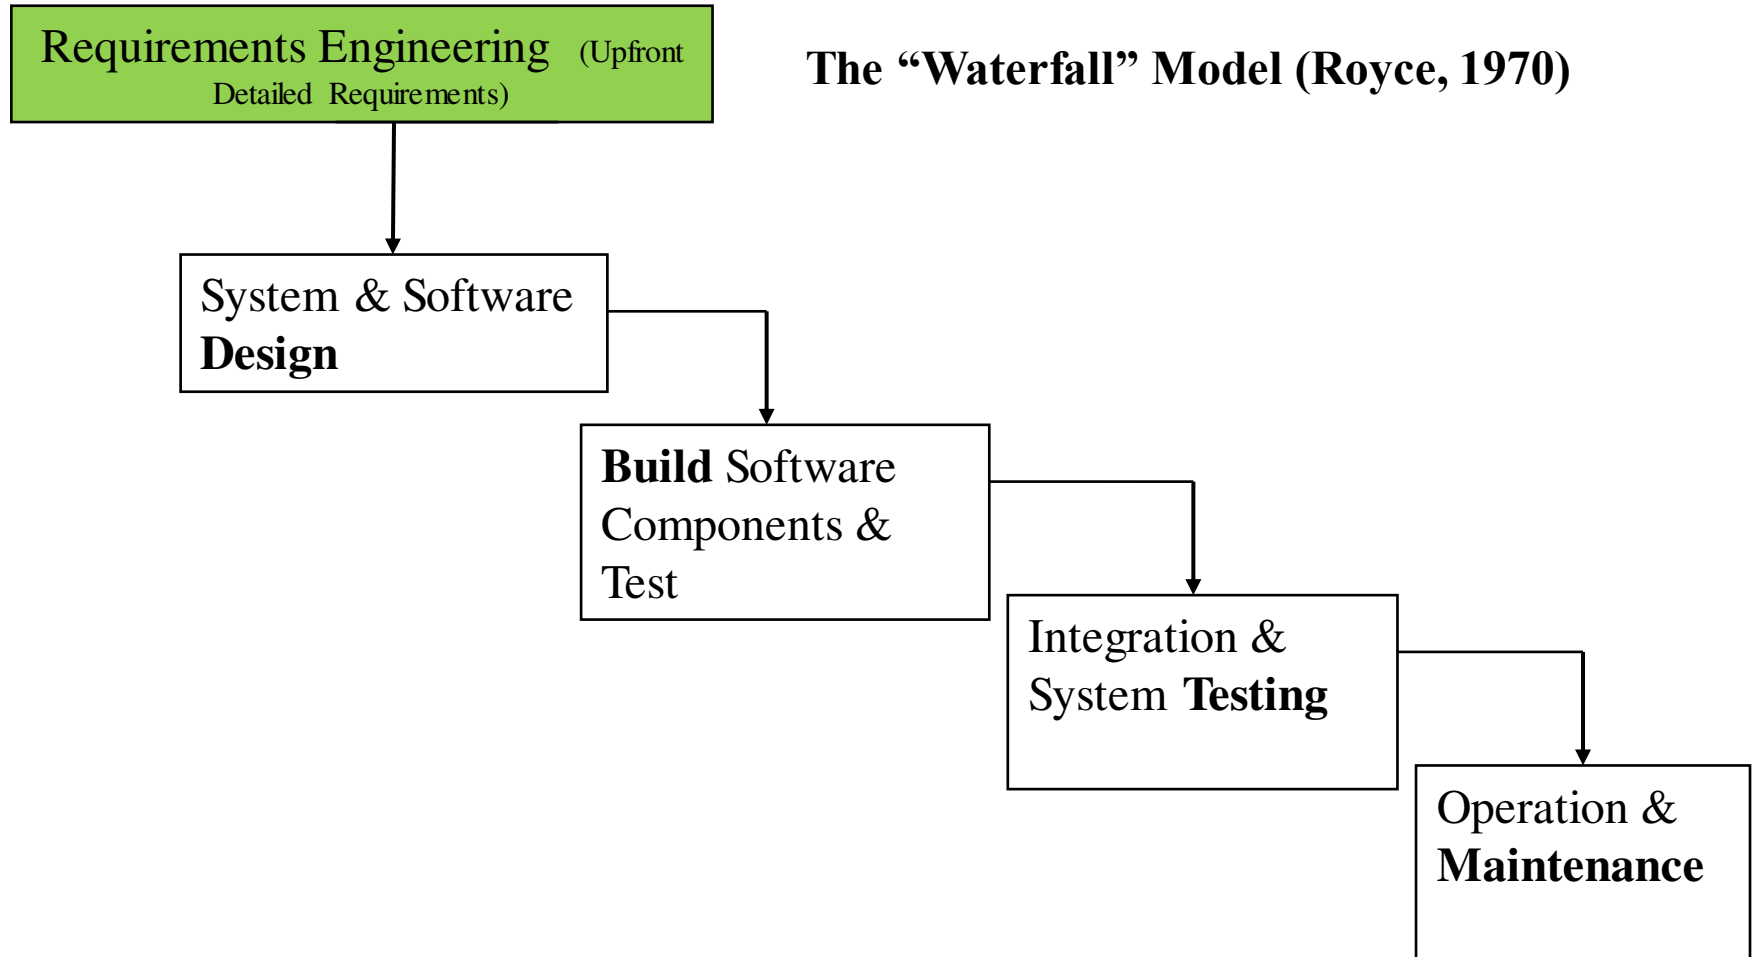 Requirements Engineering (Upfront
Detailed Requirements)
The “Waterfall” Model (Royce, 1970)
System & Software
Design
Build Software
Components &
Test
Integration &
System Testing
Operation &
Maintenance